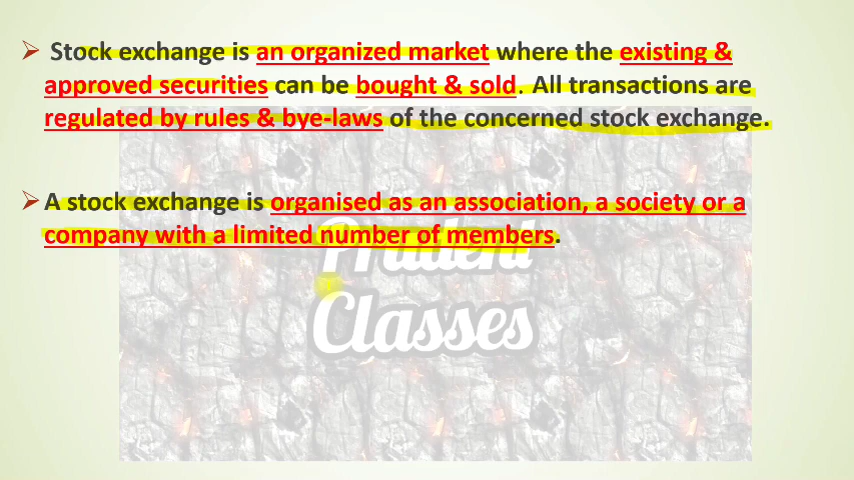 Stock exchange is an organized market where the existing &
approved securities can be bought & sold. All transactions are
regulated by rules & bye-laws of the concerned stock exchange.
A stock exchange is organised as an association, a society or a
company with a limited number of members.
Prudent
Classes